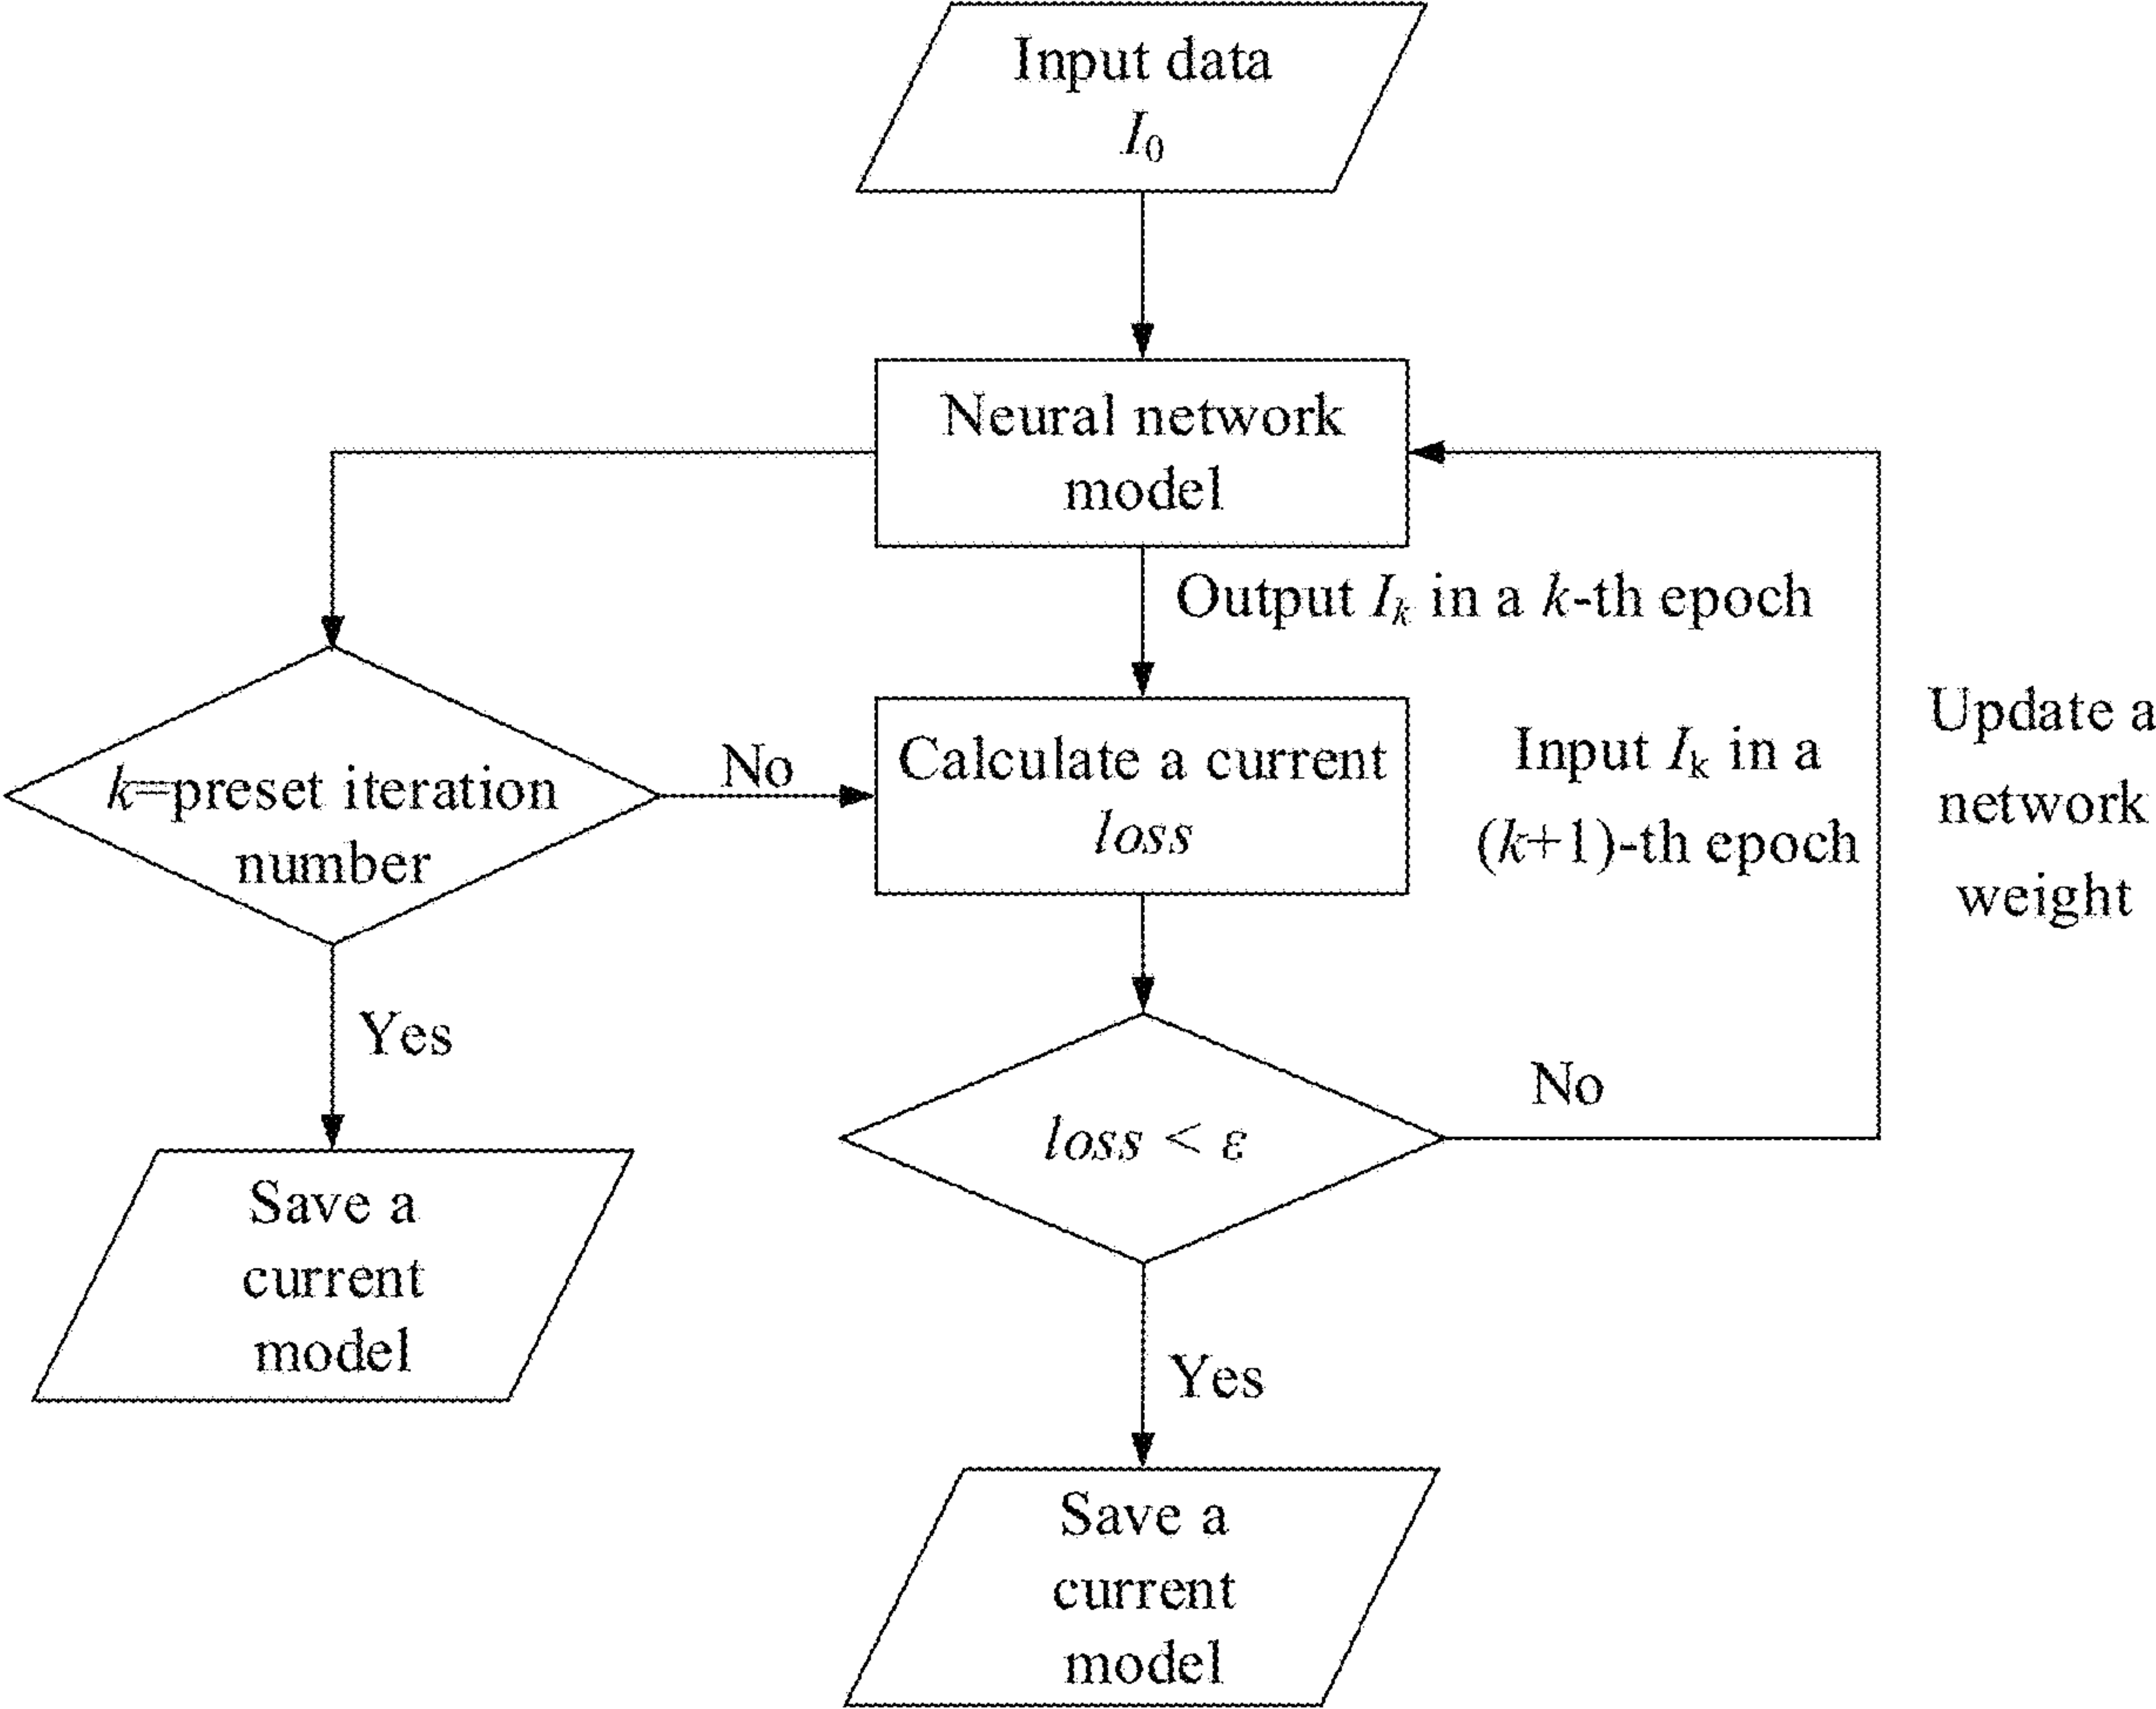 Input data
I₀
Neural network
model
Output Iₖ in a k-th epoch
k=preset iteration
number
No
Calculate a current
loss
Input Iₖ in a
(k+1)-th epoch
Update a
network
weight
Yes
loss < ε
No
Save a
current
model
Yes
Save a
current
model